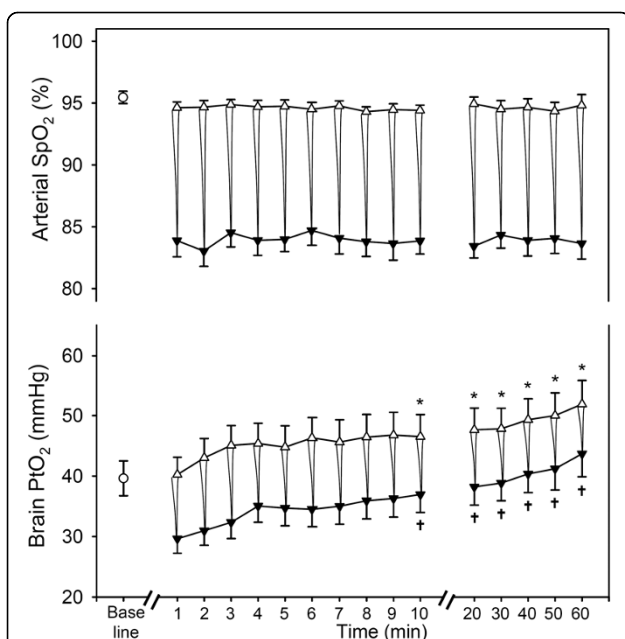 100
95
90
85
80
Arterial SpO₂ (%)
60
50
40
30
20
Brain PtO₂ (mmHg)
* * * * * *
† † † † † †
Base line 1 2 3 4 5 6 7 8 9 10 20 30 40 50 60
Time (min)